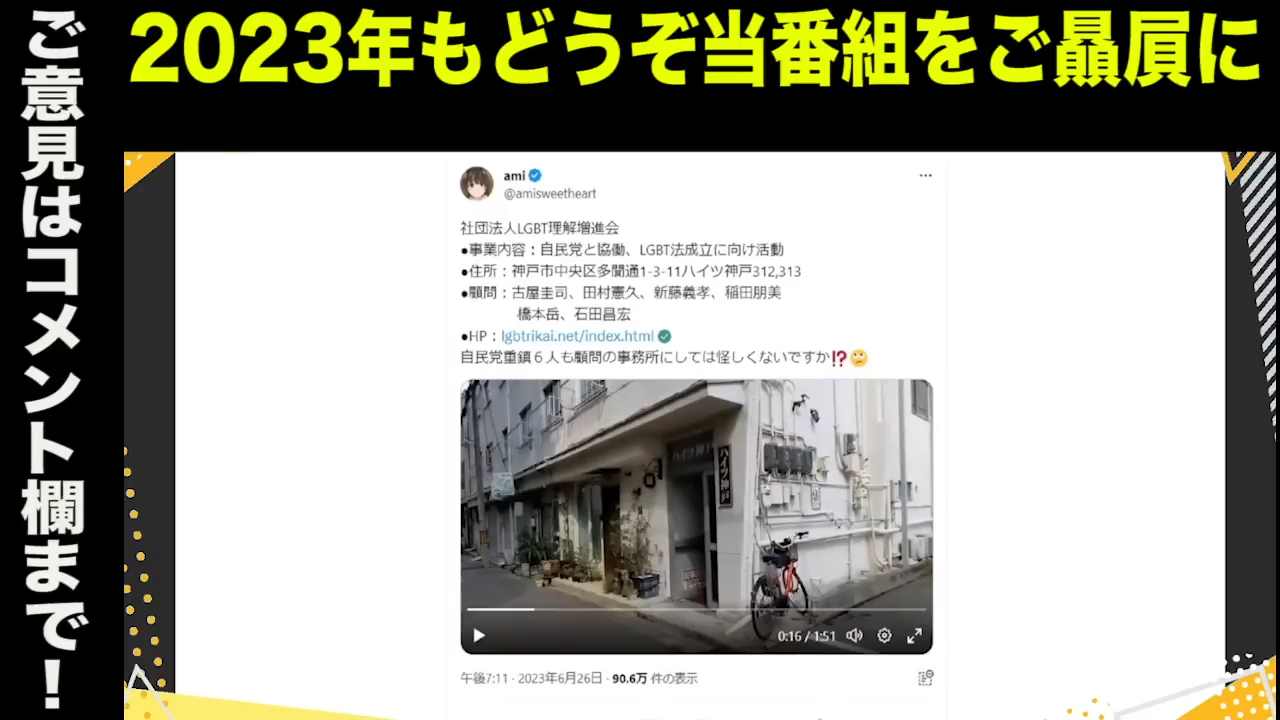 2023年もどうぞ当番組をご贔屓に
ご意見はコメント欄まで！
ami
@amisweetheart
社団法人LGBT理解増進会
●事業内容：自民党と協働、LGBT法成立に向け活動
●住所：神戸市中央区多聞通1-3-11ハイツ神戸312,313
●顧問：古屋圭司、田村憲久、新藤義孝、稲田朋美
橋本岳、石田昌宏
●HP：lgbtrikai.net/index.html
自民党重鎮６人も顧問の事務所にしては怪しくないですか⁉️🙄
ハイツ神戸
ハイツ神戸
0:16 / 1:51
午後7:11 · 2023年6月26日 · 90.6万 件の表示